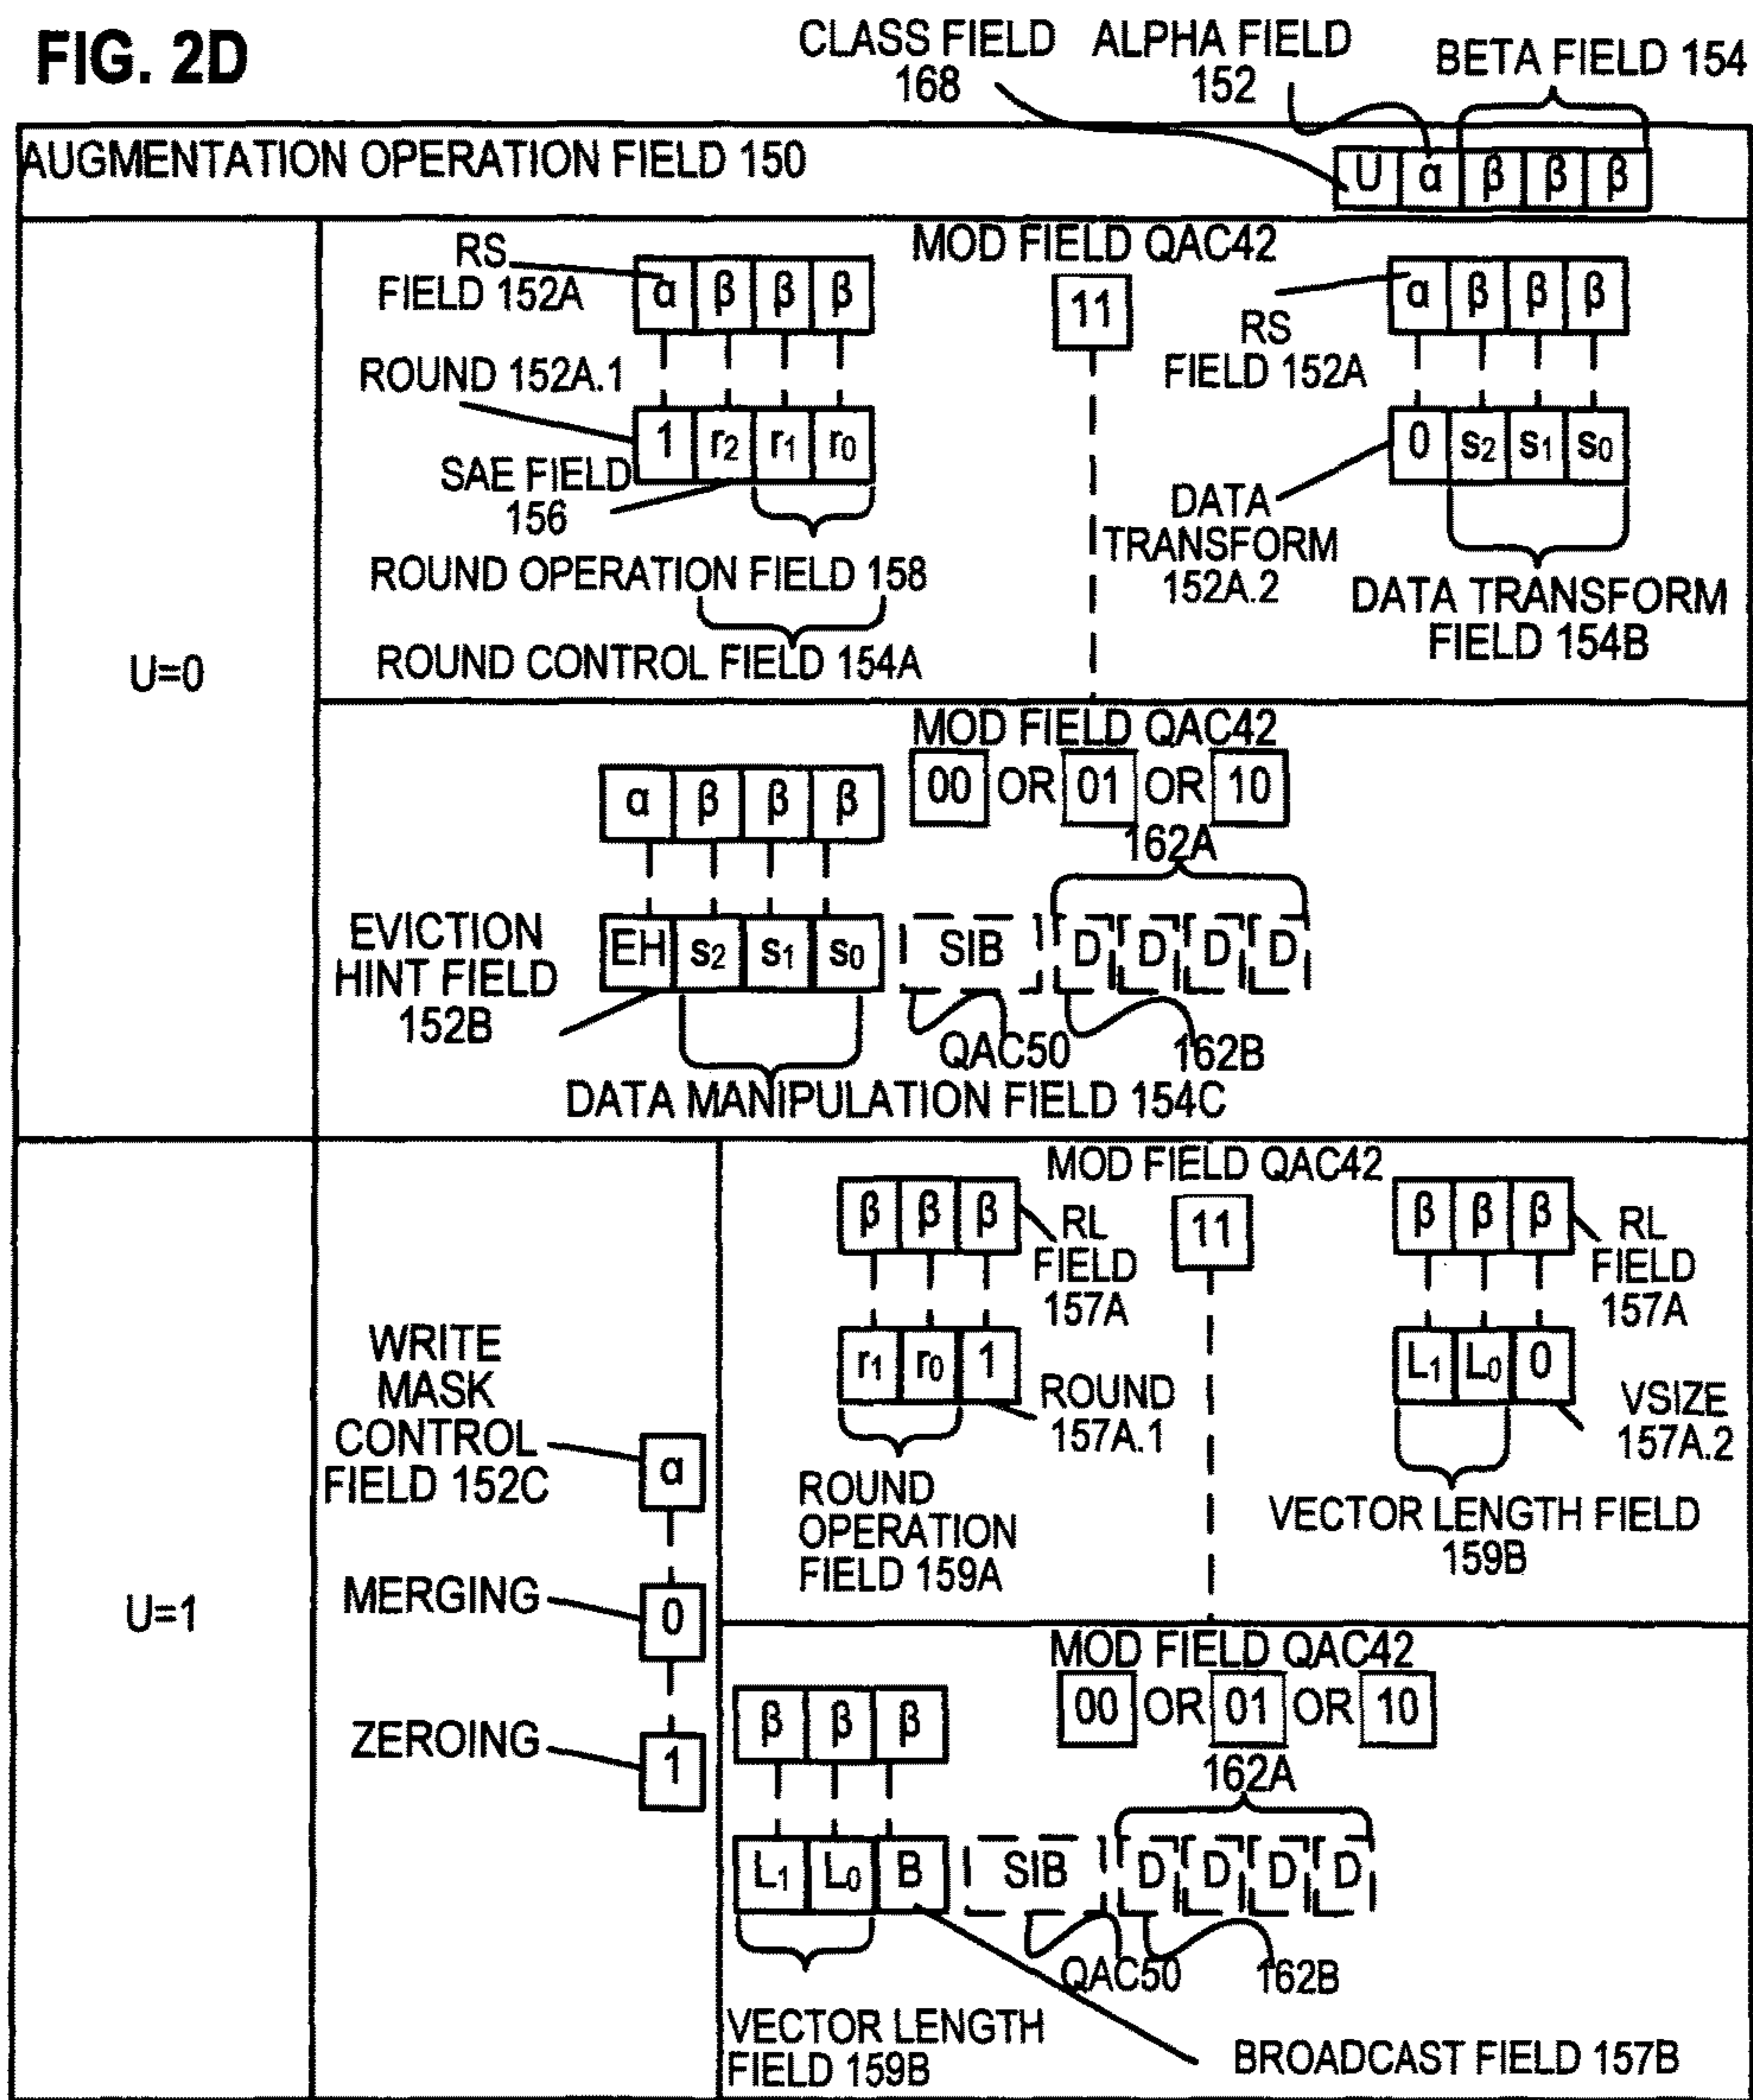 FIG. 2D
CLASS FIELD
168
ALPHA FIELD
152
BETA FIELD 154
AUGMENTATION OPERATION FIELD 150
U α β β β
U=0
MOD FIELD QAC42
11
RS
FIELD 152A
α β β β
ROUND 152A.1
1 r2 r1 r0
SAE FIELD
156
ROUND OPERATION FIELD 158
ROUND CONTROL FIELD 154A
α β β β
RS
FIELD 152A
0 s2 s1 s0
DATA
TRANSFORM
152A.2
DATA TRANSFORM
FIELD 154B
MOD FIELD QAC42
00 OR 01 OR 10
α β β β
162A
EVICTION
HINT FIELD
152B
EH s2 s1 s0 SIB D D D D
QAC50
162B
DATA MANIPULATION FIELD 154C
U=1
WRITE
MASK
CONTROL
FIELD 152C
α
MERGING
0
ZEROING
1
MOD FIELD QAC42
11
β β β
RL
FIELD
157A
r1 r0 1
ROUND
157A.1
ROUND
OPERATION
FIELD 159A
β β β
RL
FIELD
157A
L1 L0 0
VSIZE
157A.2
VECTOR LENGTH FIELD
159B
MOD FIELD QAC42
00 OR 01 OR 10
β β β
162A
L1 L0 B SIB D D D D
QAC50
162B
VECTOR LENGTH
FIELD 159B
BROADCAST FIELD 157B